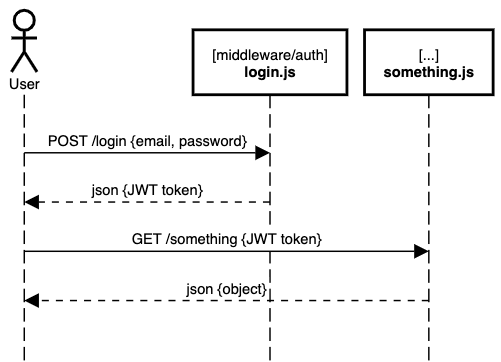 [middleware/auth]
login.js
[...]
something.js
User
POST /login {email, password}
json {JWT token}
GET /something {JWT token}
json {object}